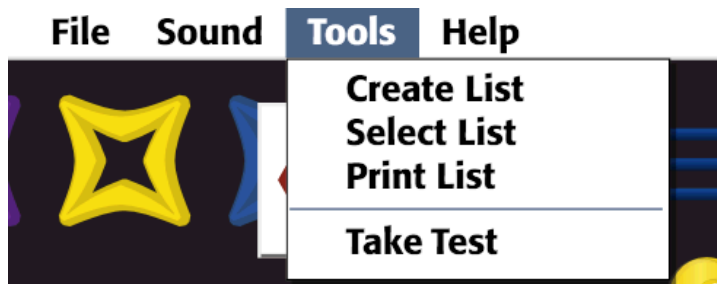 File Sound Tools Help
Create List
Select List
Print List
Take Test